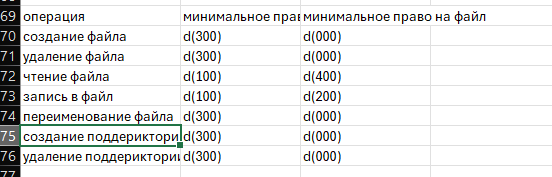 69 операция минимальное прав минимальное право на файл
70 создание файла d(300) d(000)
71 удаление файла d(300) d(000)
72 чтение файла d(100) d(400)
73 запись в файл d(100) d(200)
74 переименование файла d(300) d(000)
75 создание поддериктори d(300) d(000)
76 удаление поддериктории d(300) d(000)
77